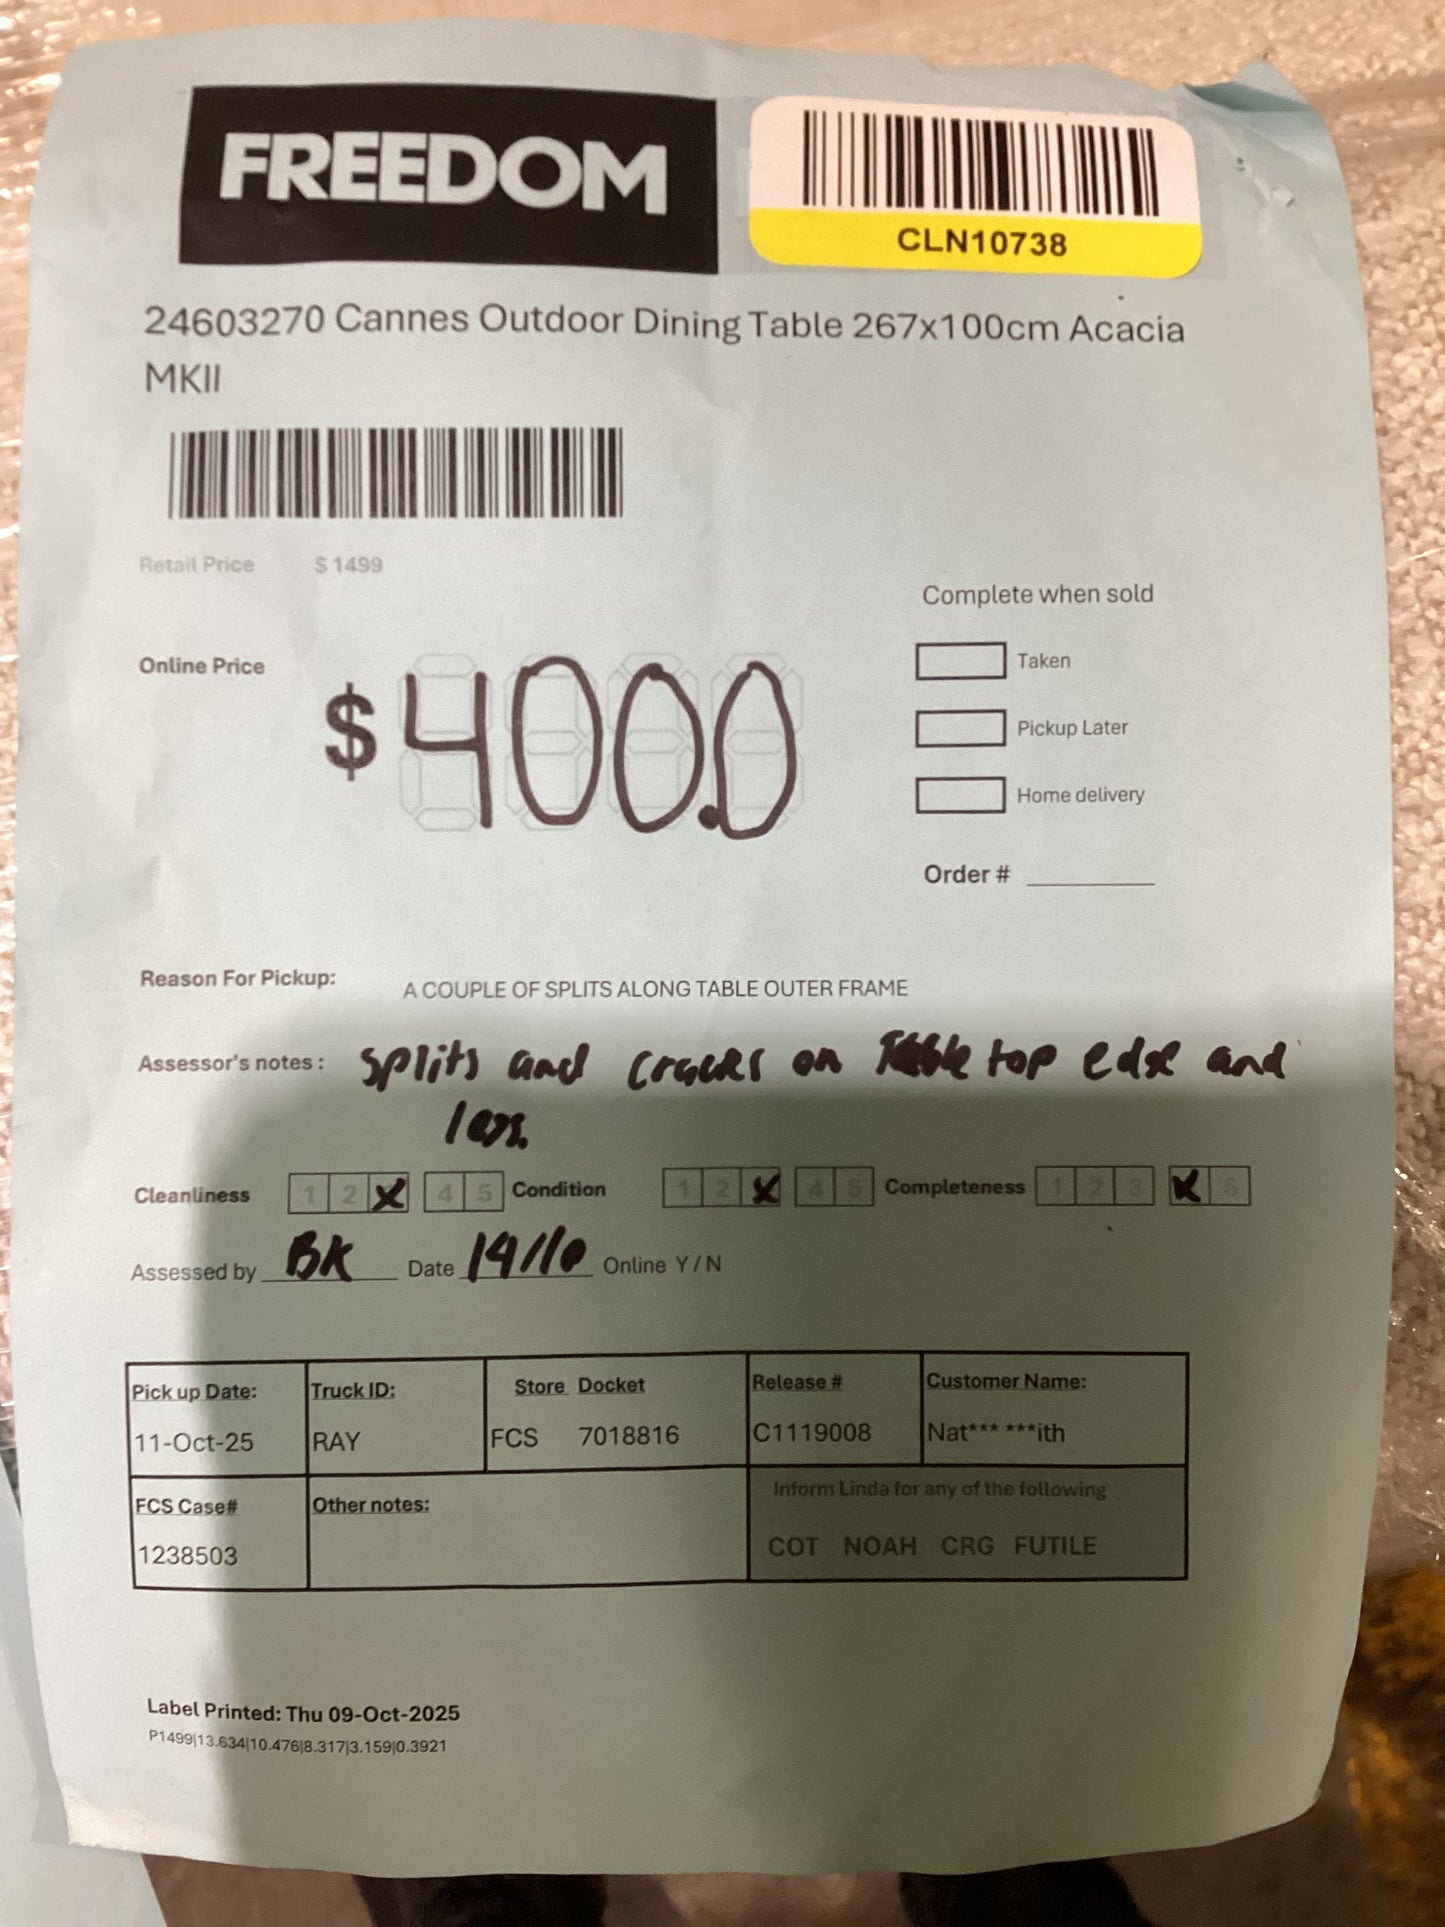 FREEDOM
CLN10738
24603270 Cannes Outdoor Dining Table 267x100cm Acacia
MKII
Retail Price $ 1499
Online Price $ 400.0
Complete when sold
Taken
Pickup Later
Home delivery
Order #
Reason For Pickup: A COUPLE OF SPLITS ALONG TABLE OUTER FRAME
Assessor's notes: Splits and cracks on Table top edge and
legs.
Cleanliness 1 2 X 4 5 Condition 1 2 X 4 5 Completeness 1 2 3 X 5
Assessed by BK Date 14/10 Online Y / N
Pick up Date: Truck ID: Store Docket Release # Customer Name:
11-Oct-25 RAY FCS 7018816 C1119008 Nat*** ***ith
FCS Case# Other notes: Inform Linda for any of the following
1238503 COT NOAH CRG FUTILE
Label Printed: Thu 09-Oct-2025
P1499|13.634|10.476|8.317|3.159|0.3921